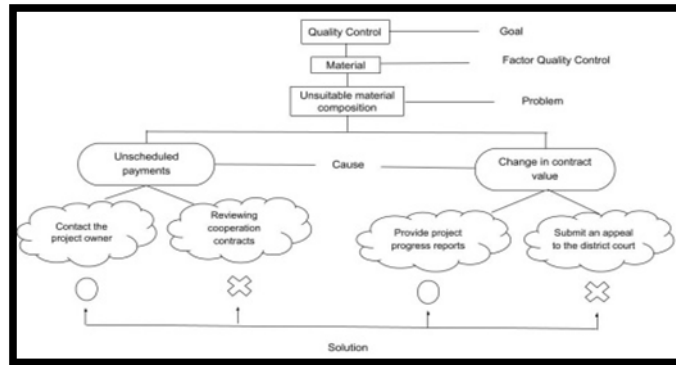 Quality Control
Goal
Material
Factor Quality Control
Unsuitable material
composition
Problem
Unscheduled
payments
Cause
Change in contract
value
Contact the
project owner
Reviewing
cooperation
contracts
Provide project
progress reports
Submit an appeal
to the district court
Solution